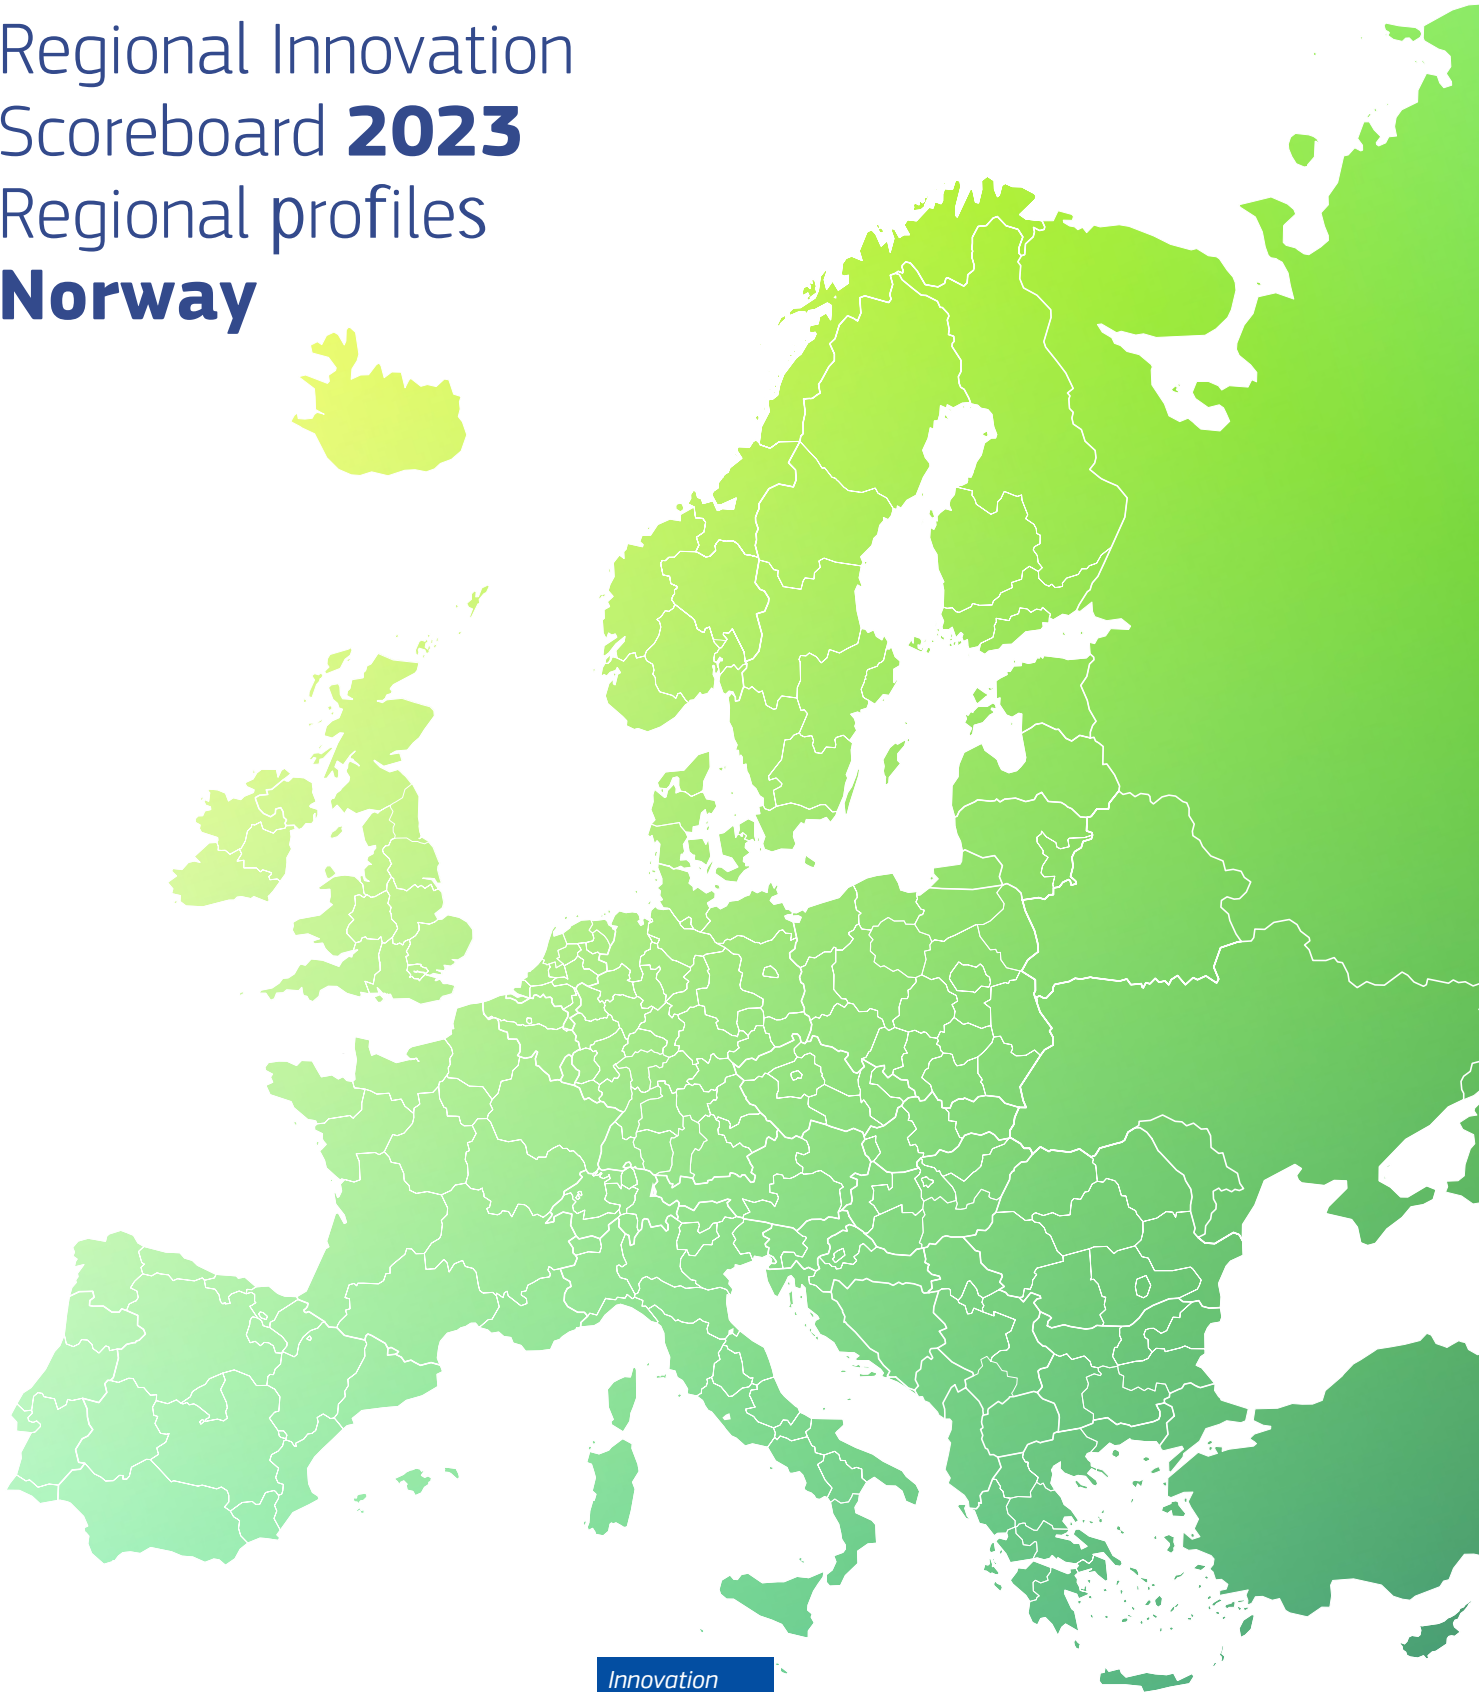 Regional Innovation
Scoreboard 2023
Regional profiles
Norway
Innovation